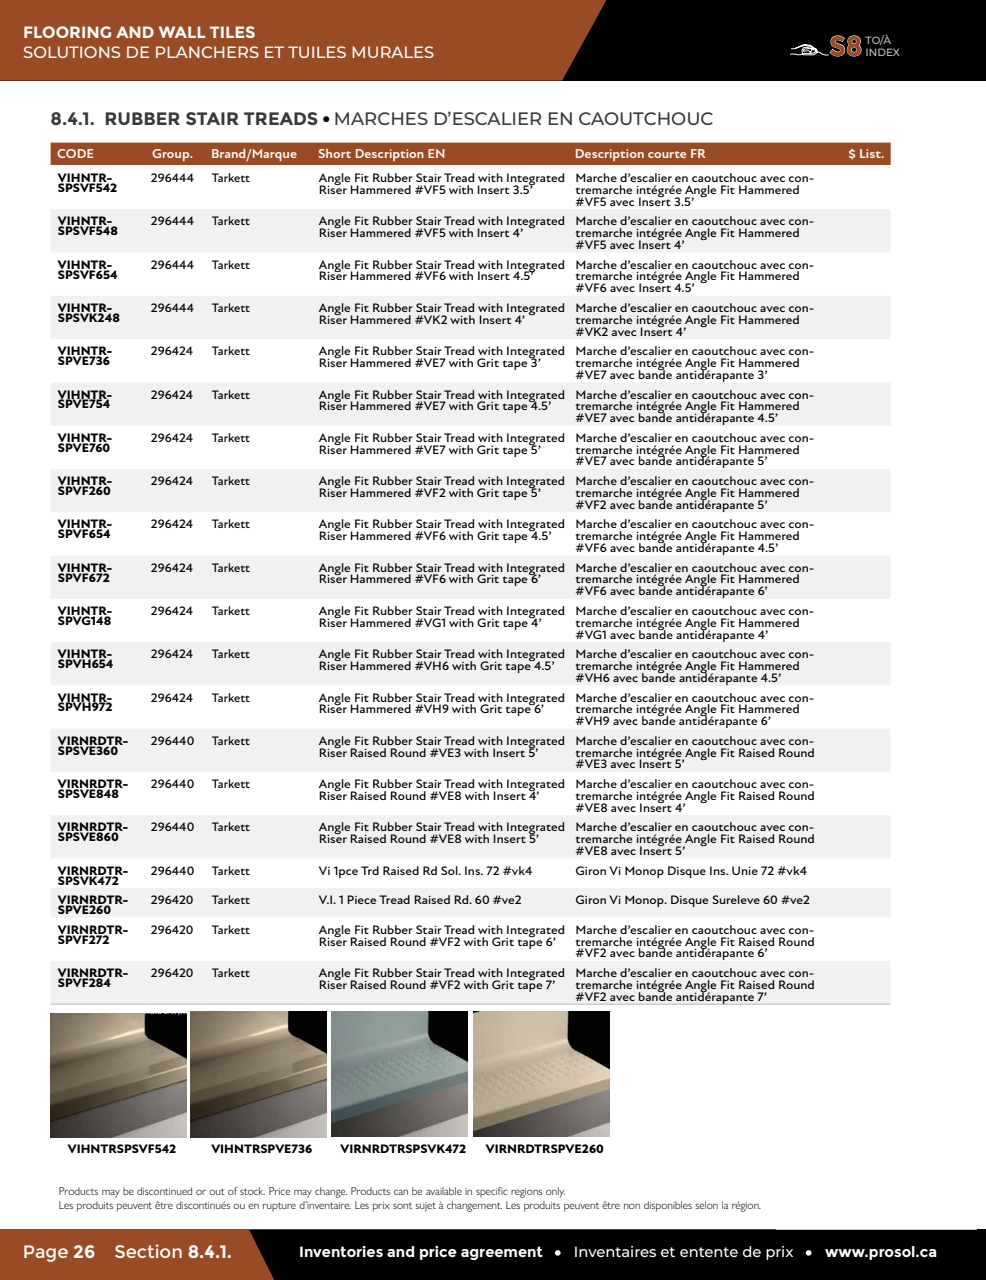 FLOORING AND WALL TILES
SOLUTIONS DE PLANCHERS ET TUILES MURALES
S8 TO/À
INDEX
8.4.1. RUBBER STAIR TREADS • MARCHES D’ESCALIER EN CAOUTCHOUC
CODE Group. Brand/Marque Short Description EN Description courte FR $ List.
VIHNTR- 296444 Tarkett Angle Fit Rubber Stair Tread with Integrated Marche d’escalier en caoutchouc avec con-
SPSVF542 Riser Hammered #VF5 with Insert 3.5’ tremarche intégrée Angle Fit Hammered
#VF5 avec Insert 3.5’
VIHNTR- 296444 Tarkett Angle Fit Rubber Stair Tread with Integrated Marche d’escalier en caoutchouc avec con-
SPSVF548 Riser Hammered #VF5 with Insert 4’ tremarche intégrée Angle Fit Hammered
#VF5 avec Insert 4’
VIHNTR- 296444 Tarkett Angle Fit Rubber Stair Tread with Integrated Marche d’escalier en caoutchouc avec con-
SPSVF654 Riser Hammered #VF6 with Insert 4.5’ tremarche intégrée Angle Fit Hammered
#VF6 avec Insert 4.5’
VIHNTR- 296444 Tarkett Angle Fit Rubber Stair Tread with Integrated Marche d’escalier en caoutchouc avec con-
SPSVK248 Riser Hammered #VK2 with Insert 4’ tremarche intégrée Angle Fit Hammered
#VK2 avec Insert 4’
VIHNTR- 296424 Tarkett Angle Fit Rubber Stair Tread with Integrated Marche d’escalier en caoutchouc avec con-
SPVE736 Riser Hammered #VE7 with Grit tape 3’ tremarche intégrée Angle Fit Hammered
#VE7 avec bande antidérapante 3’
VIHNTR- 296424 Tarkett Angle Fit Rubber Stair Tread with Integrated Marche d’escalier en caoutchouc avec con-
SPVE754 Riser Hammered #VE7 with Grit tape 4.5’ tremarche intégrée Angle Fit Hammered
#VE7 avec bande antidérapante 4.5’
VIHNTR- 296424 Tarkett Angle Fit Rubber Stair Tread with Integrated Marche d’escalier en caoutchouc avec con-
SPVE760 Riser Hammered #VE7 with Grit tape 5’ tremarche intégrée Angle Fit Hammered
#VE7 avec bande antidérapante 5’
VIHNTR- 296424 Tarkett Angle Fit Rubber Stair Tread with Integrated Marche d’escalier en caoutchouc avec con-
SPVF260 Riser Hammered #VF2 with Grit tape 5’ tremarche intégrée Angle Fit Hammered
#VF2 avec bande antidérapante 5’
VIHNTR- 296424 Tarkett Angle Fit Rubber Stair Tread with Integrated Marche d’escalier en caoutchouc avec con-
SPVF654 Riser Hammered #VF6 with Grit tape 4.5’ tremarche intégrée Angle Fit Hammered
#VF6 avec bande antidérapante 4.5’
VIHNTR- 296424 Tarkett Angle Fit Rubber Stair Tread with Integrated Marche d’escalier en caoutchouc avec con-
SPVF672 Riser Hammered #VF6 with Grit tape 6’ tremarche intégrée Angle Fit Hammered
#VF6 avec bande antidérapante 6’
VIHNTR- 296424 Tarkett Angle Fit Rubber Stair Tread with Integrated Marche d’escalier en caoutchouc avec con-
SPVG148 Riser Hammered #VG1 with Grit tape 4’ tremarche intégrée Angle Fit Hammered
#VG1 avec bande antidérapante 4’
VIHNTR- 296424 Tarkett Angle Fit Rubber Stair Tread with Integrated Marche d’escalier en caoutchouc avec con-
SPVH654 Riser Hammered #VH6 with Grit tape 4.5’ tremarche intégrée Angle Fit Hammered
#VH6 avec bande antidérapante 4.5’
VIHNTR- 296424 Tarkett Angle Fit Rubber Stair Tread with Integrated Marche d’escalier en caoutchouc avec con-
SPVH972 Riser Hammered #VH9 with Grit tape 6’ tremarche intégrée Angle Fit Hammered
#VH9 avec bande antidérapante 6’
VIRNRDTR- 296440 Tarkett Angle Fit Rubber Stair Tread with Integrated Marche d’escalier en caoutchouc avec con-
SPSVE360 Riser Raised Round #VE3 with Insert 5’ tremarche intégrée Angle Fit Raised Round
#VE3 avec Insert 5’
VIRNRDTR- 296440 Tarkett Angle Fit Rubber Stair Tread with Integrated Marche d’escalier en caoutchouc avec con-
SPSVE848 Riser Raised Round #VE8 with Insert 4’ tremarche intégrée Angle Fit Raised Round
#VE8 avec Insert 4’
VIRNRDTR- 296440 Tarkett Angle Fit Rubber Stair Tread with Integrated Marche d’escalier en caoutchouc avec con-
SPSVE860 Riser Raised Round #VE8 with Insert 5’ tremarche intégrée Angle Fit Raised Round
#VE8 avec Insert 5’
VIRNRDTR- 296440 Tarkett Vi 1pce Trd Raised Rd Sol. Ins. 72 #vk4 Giron Vi Monop Disque Ins. Unie 72 #vk4
SPSVK472
VIRNRDTR- 296420 Tarkett V.I. 1 Piece Tread Raised Rd. 60 #ve2 Giron Vi Monop. Disque Sureleve 60 #ve2
SPVE260
VIRNRDTR- 296420 Tarkett Angle Fit Rubber Stair Tread with Integrated Marche d’escalier en caoutchouc avec con-
SPVF272 Riser Raised Round #VF2 with Grit tape 6’ tremarche intégrée Angle Fit Raised Round
#VF2 avec bande antidérapante 6’
VIRNRDTR- 296420 Tarkett Angle Fit Rubber Stair Tread with Integrated Marche d’escalier en caoutchouc avec con-
SPVF284 Riser Raised Round #VF2 with Grit tape 7’ tremarche intégrée Angle Fit Raised Round
#VF2 avec bande antidérapante 7’
VIHNTRSPSVF542 VIHNTRSPVE736 VIRNRDTRSPSVK472 VIRNRDTRSPVE260
Products may be discontinued or out of stock. Price may change. Products can be available in specific regions only.
Les produits peuvent être discontinués ou en rupture d’inventaire. Les prix sont sujet à changement. Les produits peuvent être non disponibles selon la région.
Page 26 Section 8.4.1. Inventories and price agreement • Inventaires et entente de prix • www.prosol.ca